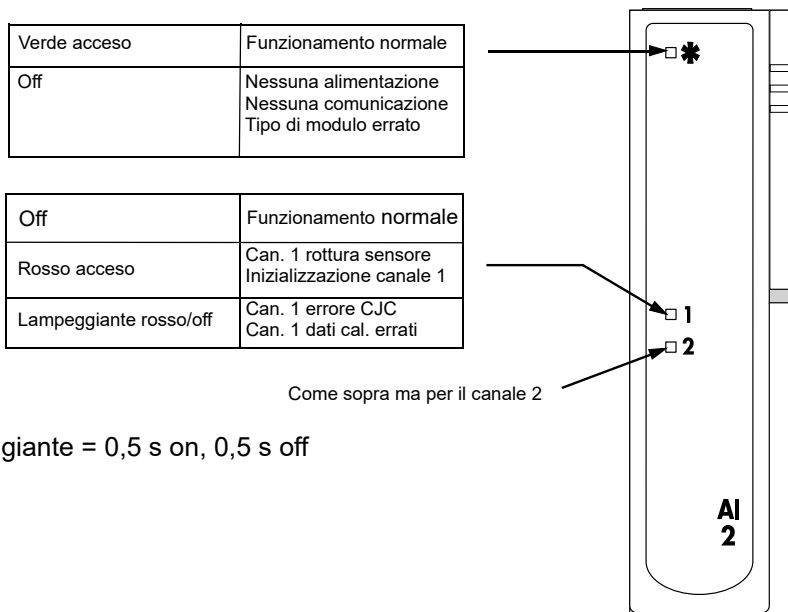 Verde acceso Funzionamento normale
Off Nessuna alimentazione
Nessuna comunicazione
Tipo di modulo errato
✱
Off Funzionamento normale
Rosso acceso Can. 1 rottura sensore
Inizializzazione canale 1
Lampeggiante rosso/off Can. 1 errore CJC
Can. 1 dati cal. errati
1
2
Come sopra ma per il canale 2
giante = 0,5 s on, 0,5 s off
AI
2